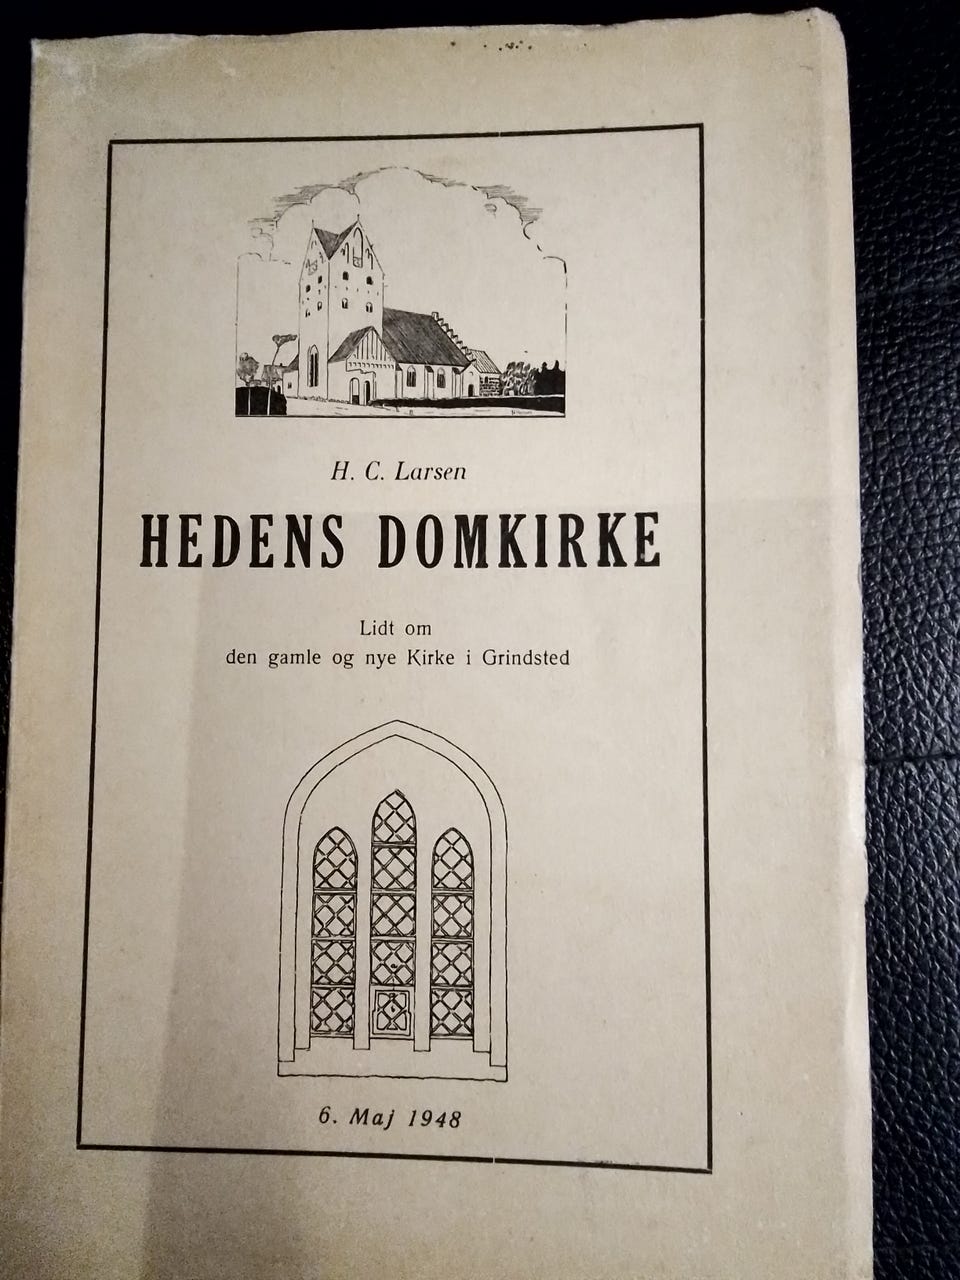 H. C. Larsen
HEDENS DOMKIRKE
Lidt om
den gamle og nye Kirke i Grindsted
6. Maj 1948